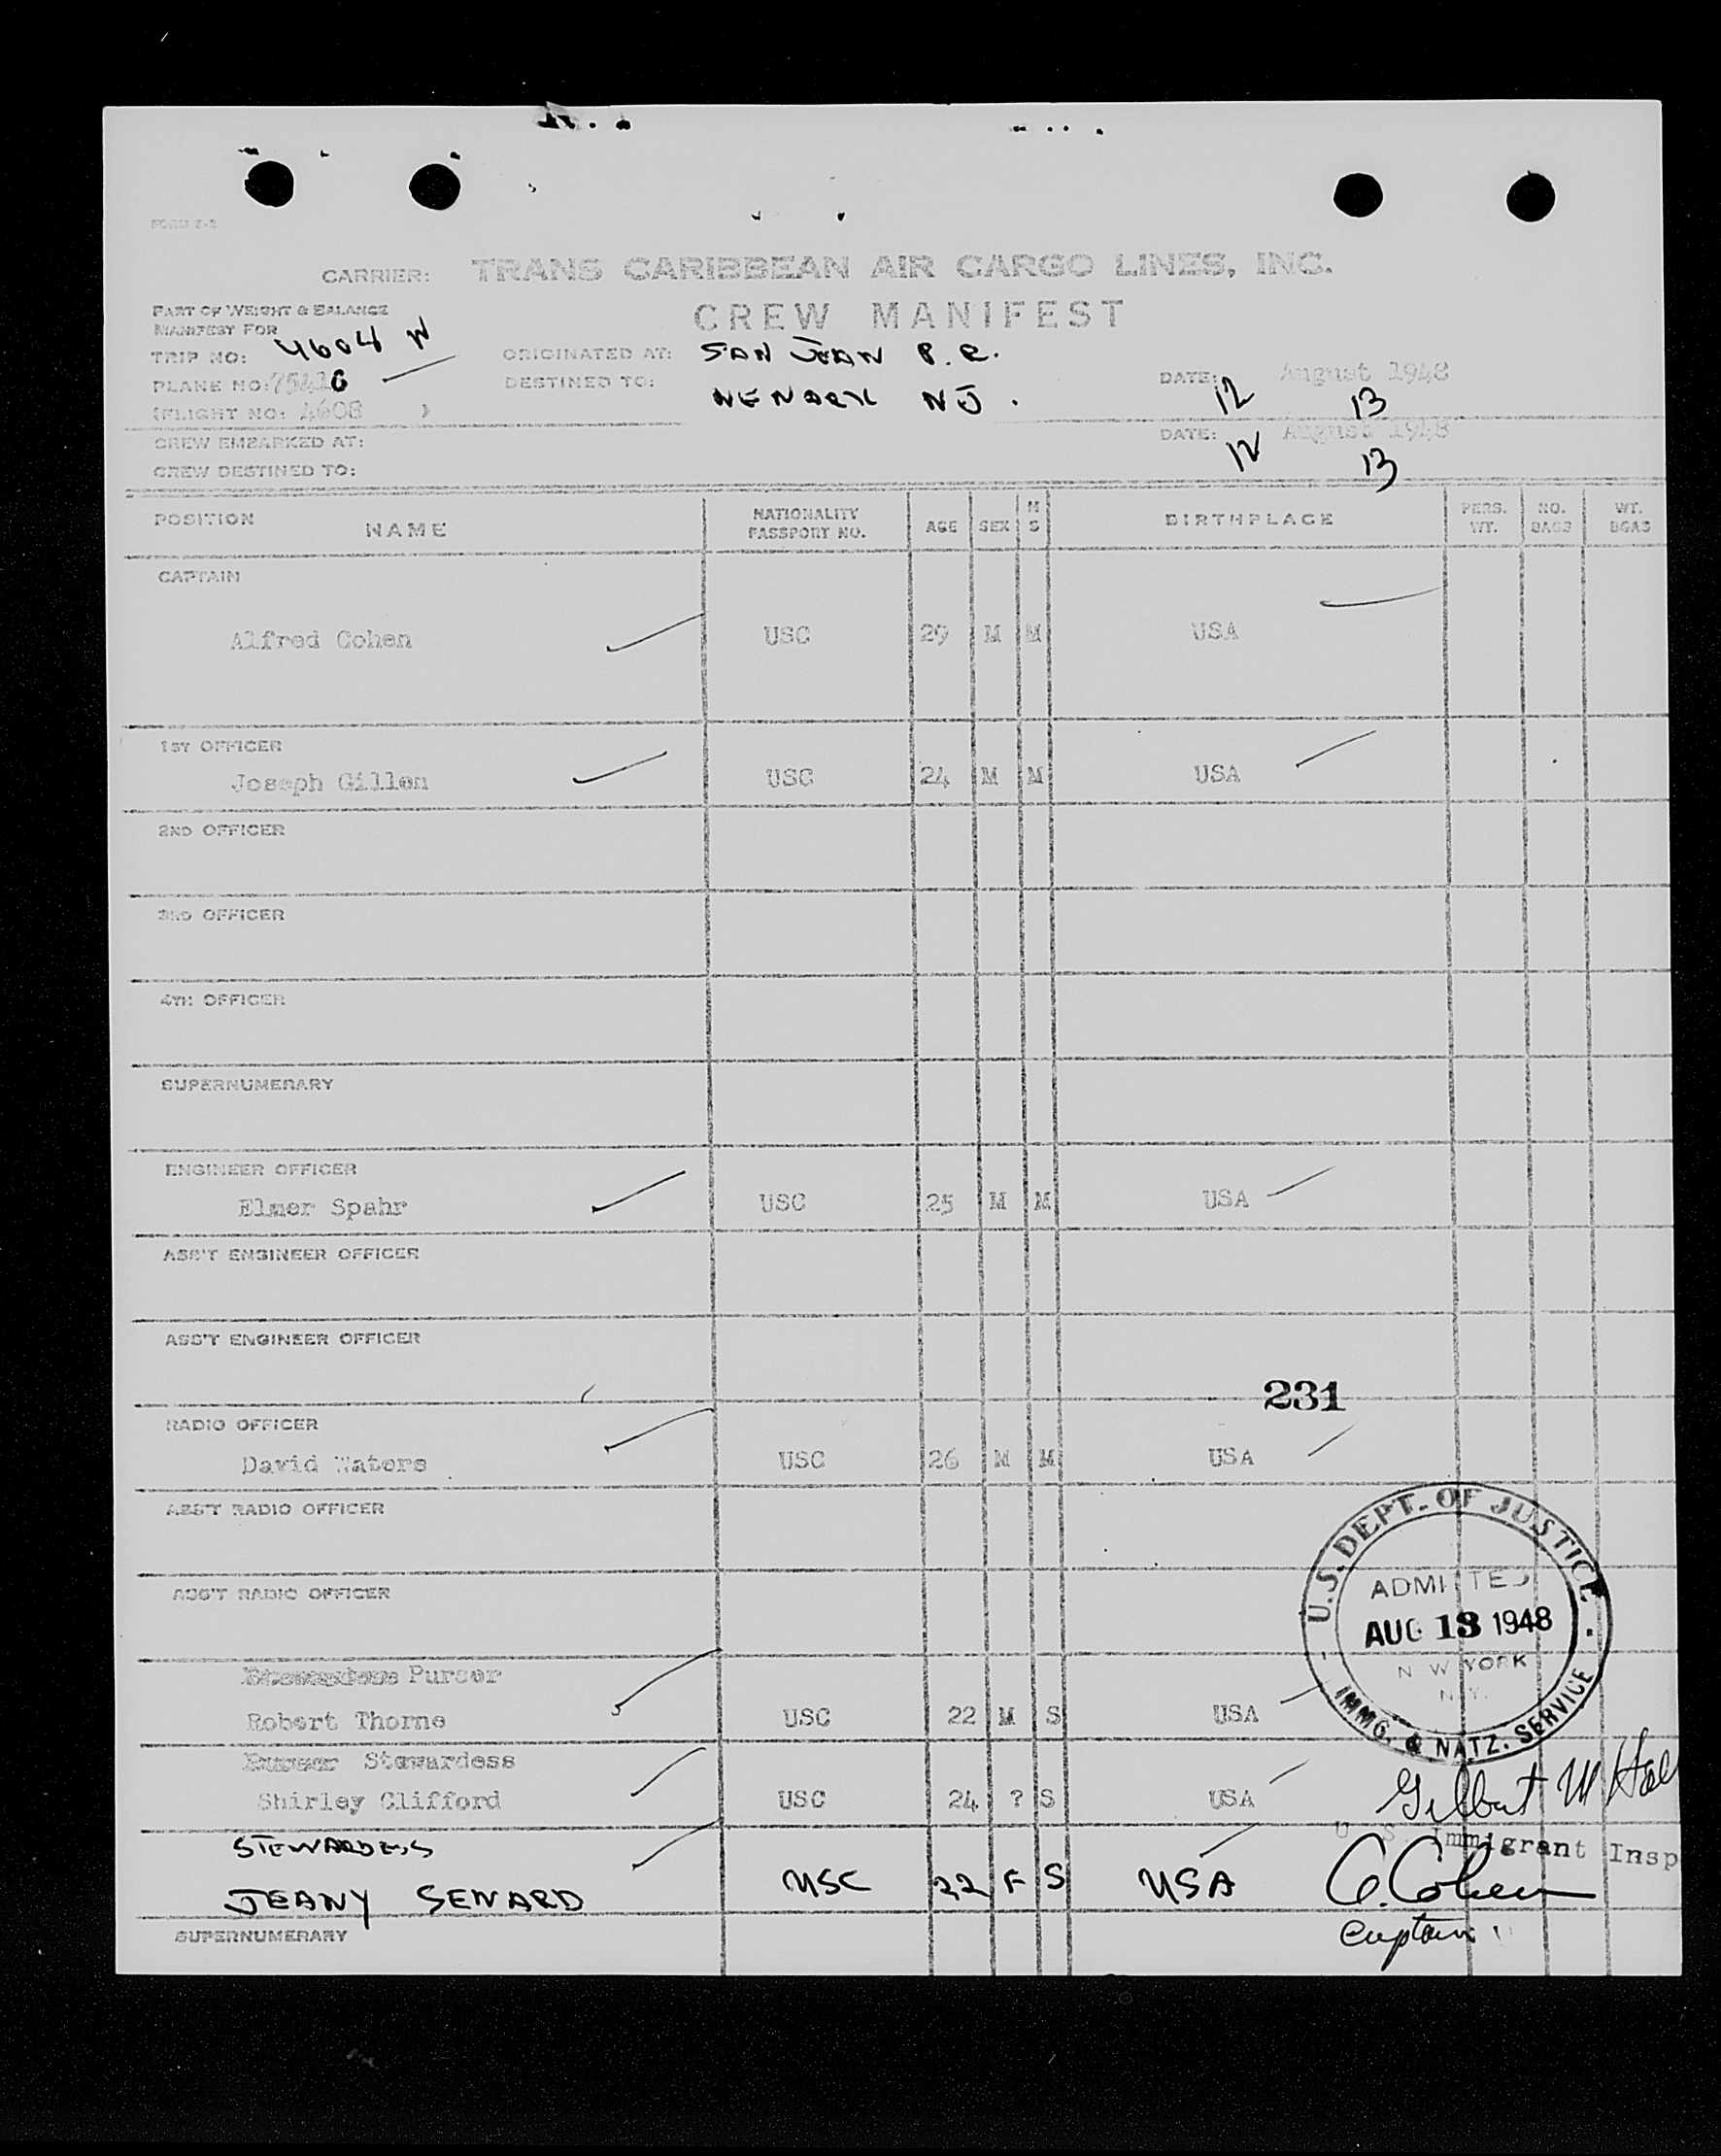 FORM 2-2
CARRIER: TRANS CARIBBEAN AIR CARGO LINES, INC.
PART OF WEIGHT & BALANCE
MANIFEST FOR
CREW MANIFEST
TRIP NO: 4604 N
ORIGINATED AT: SAN JUAN P.R.
DATE: 12 August 1948 13
PLANE NO:
DESTINED TO: NEWARK NJ.
(FLIGHT NO: 4608 )
CREW EMBARKED AT:
DATE: 12 August 1948 13
CREW DESTINED TO:
POSITION NAME NATIONALITY PASSPORT NO. AGE SEX M S BIRTHPLACE PERS. WT. NO. BAGS WT. BGAS
CAPTAIN
Alfred Cohen USC 29 M M USA
1ST OFFICER
Joseph Gillen USC 24 M M USA
2ND OFFICER
3RD OFFICER
4TH OFFICER
SUPERNUMERARY
ENGINEER OFFICER
Elmer Spahr USC 25 M M USA
ASS'T ENGINEER OFFICER
ASS'T ENGINEER OFFICER
231
RADIO OFFICER
David Waters USC 26 M M USA
ASS'T RADIO OFFICER
ASS'T RADIO OFFICER
U.S. DEPT. OF JUSTICE
ADMITTED
AUG 13 1948
NEW YORK
N.Y.
IMMG. & NATZ. SERVICE
Stewardess Purser
Robert Thorne USC 22 M S USA
Purser Stewardess
Shirley Clifford USC 24 ? S USA
Gilbert M
U S Immigrant Insp
STEWARDESS
JEANY SEWARD USC 22 F S USA
A. Cohen
Captain
SUPERNUMERARY